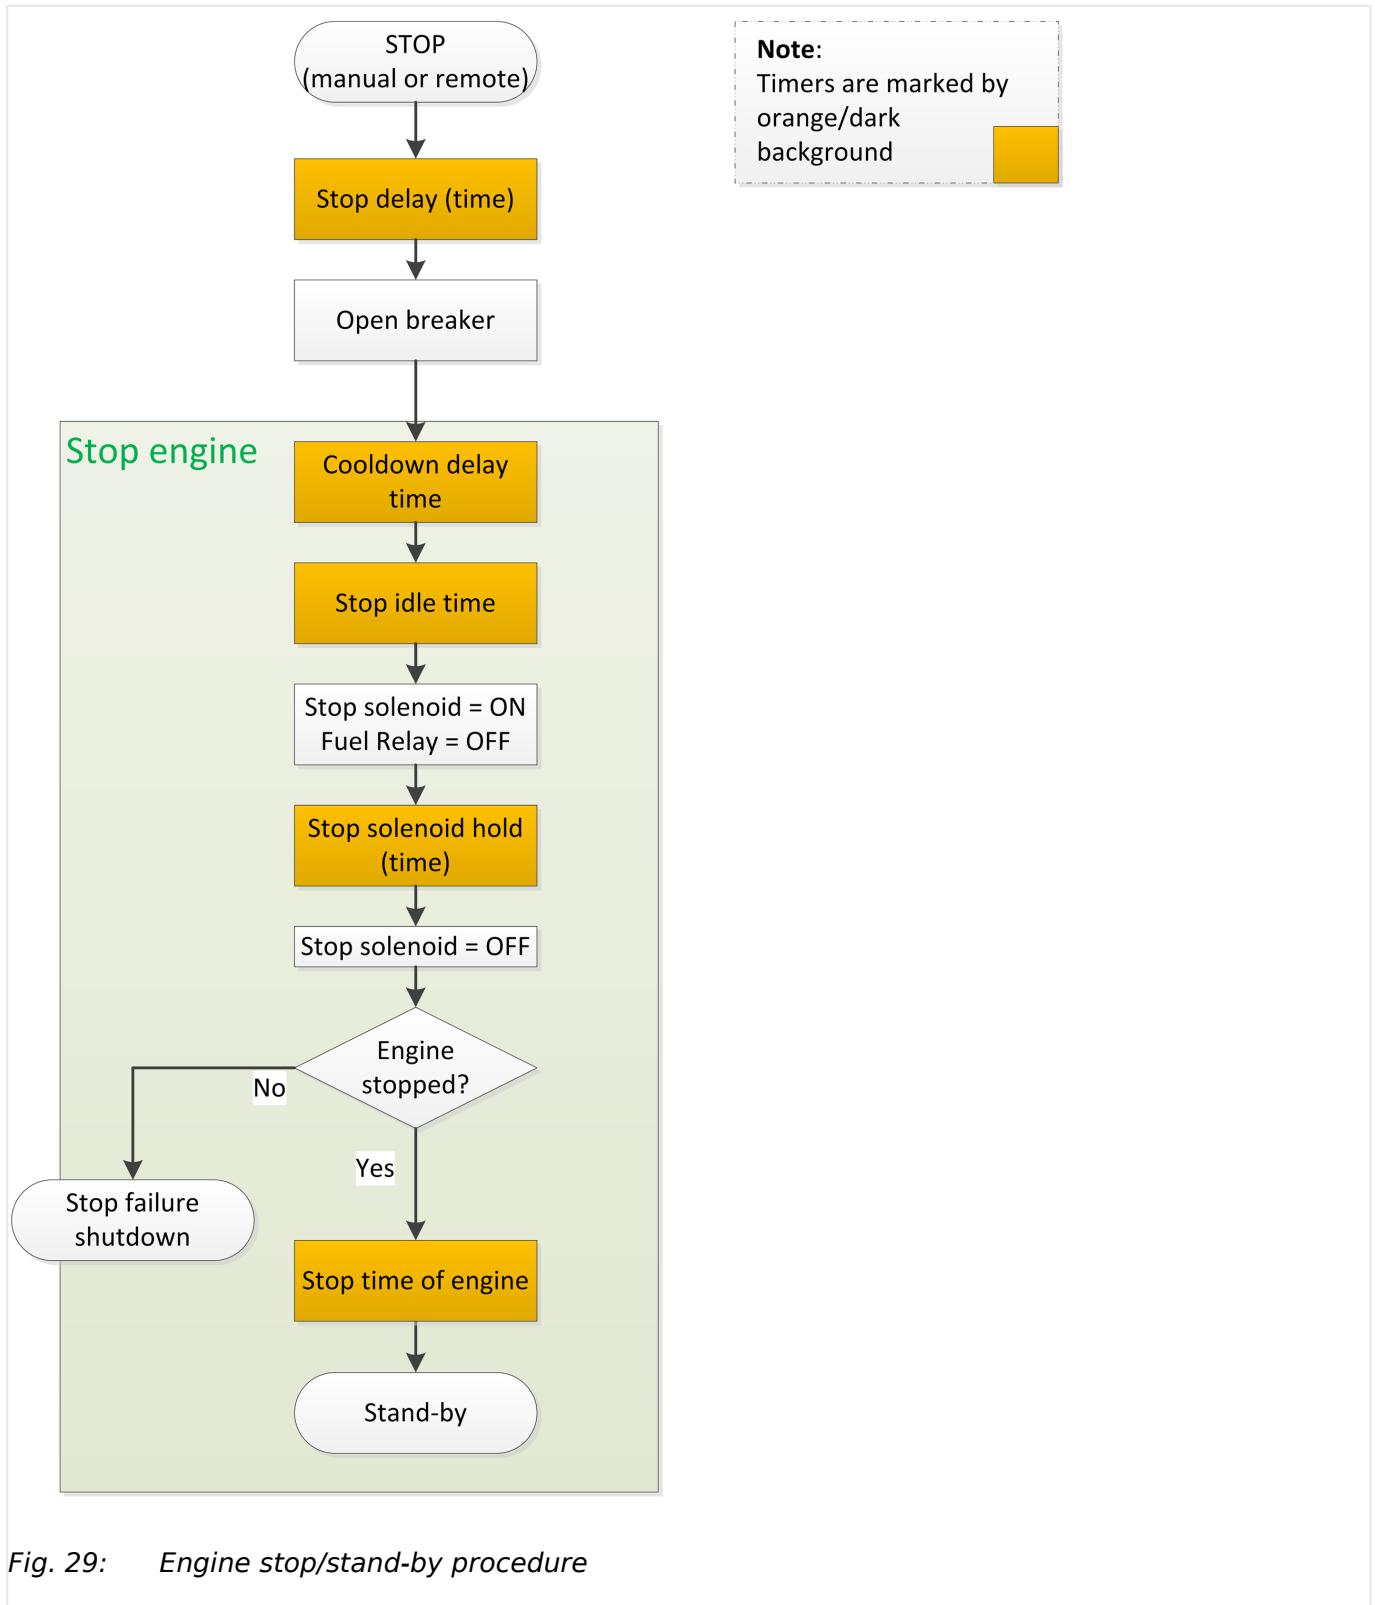 STOP
(manual or remote)
Note:
Timers are marked by
orange/dark
background
Stop delay (time)
Open breaker
Stop engine
Cooldown delay
time
Stop idle time
Stop solenoid = ON
Fuel Relay = OFF
Stop solenoid hold
(time)
Stop solenoid = OFF
Engine
stopped?
No
Yes
Stop failure
shutdown
Stop time of engine
Stand-by
Fig. 29: Engine stop/stand-by procedure